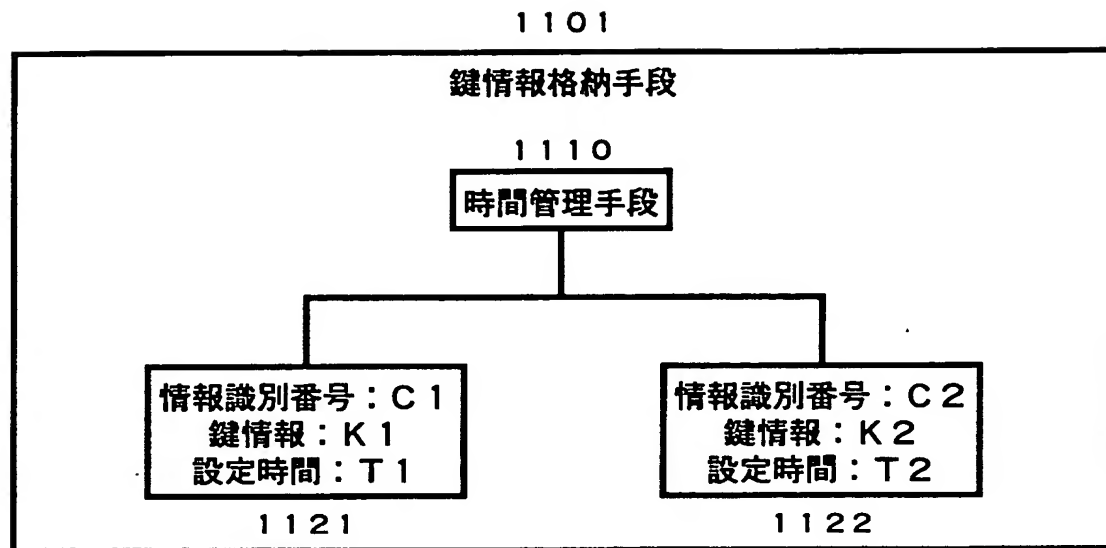 1101
鍵情報格納手段
1110
時間管理手段
情報識別番号：C1
鍵情報：K1
設定時間：T1
1121
情報識別番号：C2
鍵情報：K2
設定時間：T2
1122